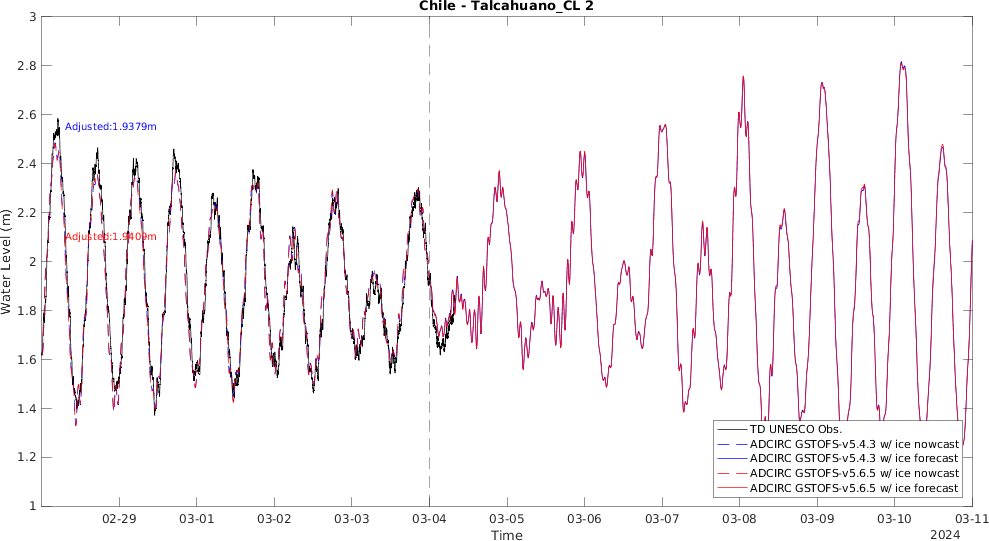 Chile - Talcahuano_CL 2
3
2.8
2.6
2.4
2.2
2
1.8
1.6
1.4
1.2
1
Water Level (m)
Adjusted:1.9379m
Adjusted:1.9409m
TD UNESCO Obs.
ADCIRC GSTOFS-v5.4.3 w/ ice nowcast
ADCIRC GSTOFS-v5.4.3 w/ ice forecast
ADCIRC GSTOFS-v5.6.5 w/ ice nowcast
ADCIRC GSTOFS-v5.6.5 w/ ice forecast
02-29 03-01 03-02 03-03 03-04 03-05 03-06 03-07 03-08 03-09 03-10 03-11
Time
2024